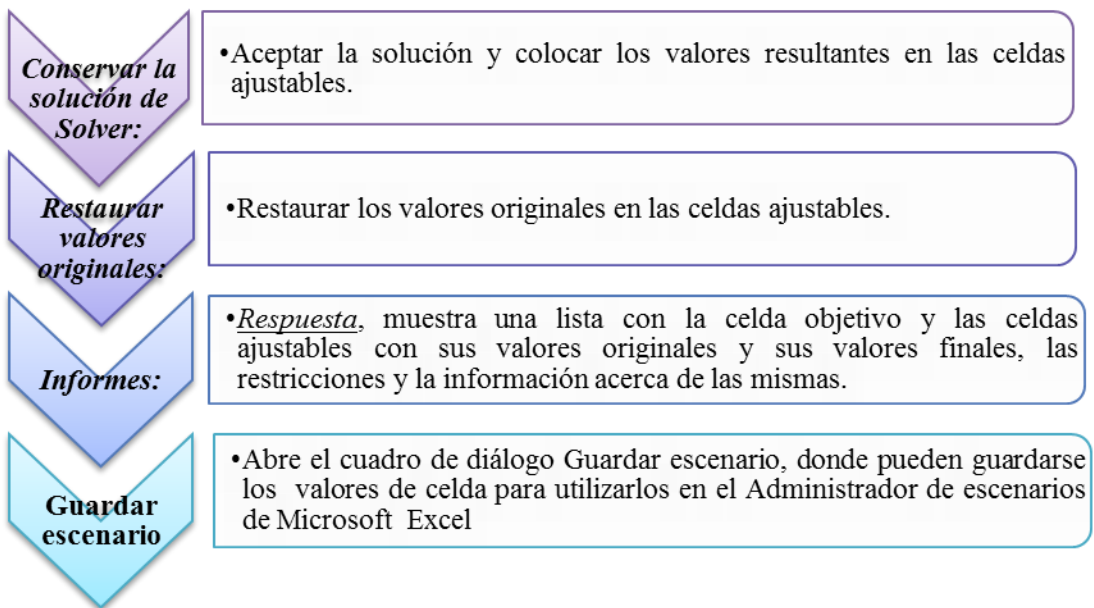 Conservar la
solución de
Solver:
•Aceptar la solución y colocar los valores resultantes en las celdas
ajustables.
Restaurar
valores
originales:
•Restaurar los valores originales en las celdas ajustables.
Informes:
•Respuesta, muestra una lista con la celda objetivo y las celdas
ajustables con sus valores originales y sus valores finales, las
restricciones y la información acerca de las mismas.
Guardar
escenario
•Abre el cuadro de diálogo Guardar escenario, donde pueden guardarse
los valores de celda para utilizarlos en el Administrador de escenarios
de Microsoft Excel